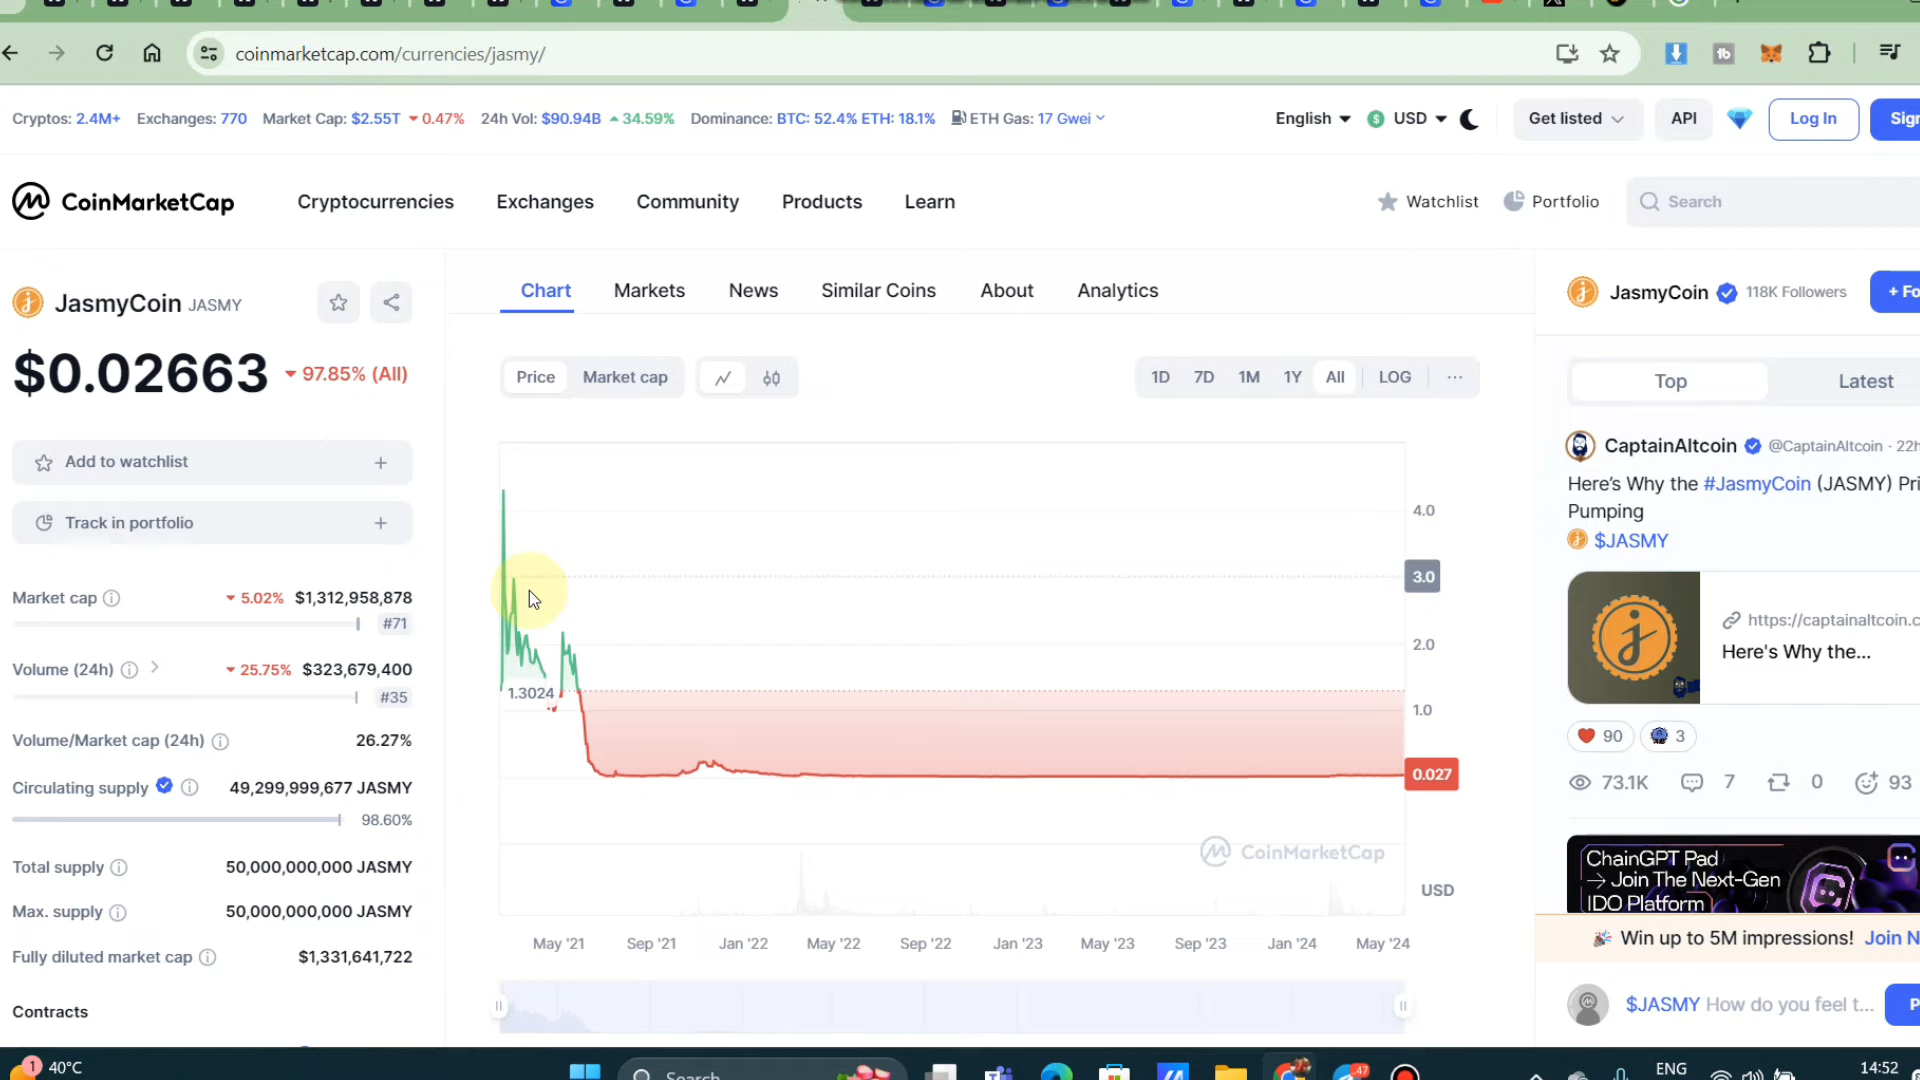 coinmarketcap.com/currencies/jasmy/
Cryptos: 2.4M+ Exchanges: 770 Market Cap: $2.55T 0.47% 24h Vol: $90.94B 34.59% Dominance: BTC: 52.4% ETH: 18.1% ETH Gas: 17 Gwei
English USD Get listed API Log In
CoinMarketCap Cryptocurrencies Exchanges Community Products Learn Watchlist Portfolio Search
JasmyCoin JASMY
$0.02663 97.85% (All)
Add to watchlist +
Track in portfolio +
Market cap 5.02% $1,312,958,878
#71
Volume (24h) 25.75% $323,679,400
#35
Volume/Market cap (24h) 26.27%
Circulating supply 49,299,999,677 JASMY
98.60%
Total supply 50,000,000,000 JASMY
Max. supply 50,000,000,000 JASMY
Fully diluted market cap $1,331,641,722
Contracts
Chart Markets News Similar Coins About Analytics
Price Market cap 1D 7D 1M 1Y All LOG ...
4.0
3.0
2.0
1.3024
1.0
0.027
CoinMarketCap
USD
May '21 Sep '21 Jan '22 May '22 Sep '22 Jan '23 May '23 Sep '23 Jan '24 May '24
JasmyCoin 118K Followers
Top Latest
CaptainAltcoin @CaptainAltcoin · 22h
Here's Why the #JasmyCoin (JASMY) Pri
Pumping
$JASMY
https://captainaltcoin.c
Here's Why the...
90 3
73.1K 7 0 93
ChainGPT Pad
→ Join The Next-Gen
IDO Platform
Win up to 5M impressions! Join N
$JASMY How do you feel t...
1 40°C Search 47 ENG 14:52